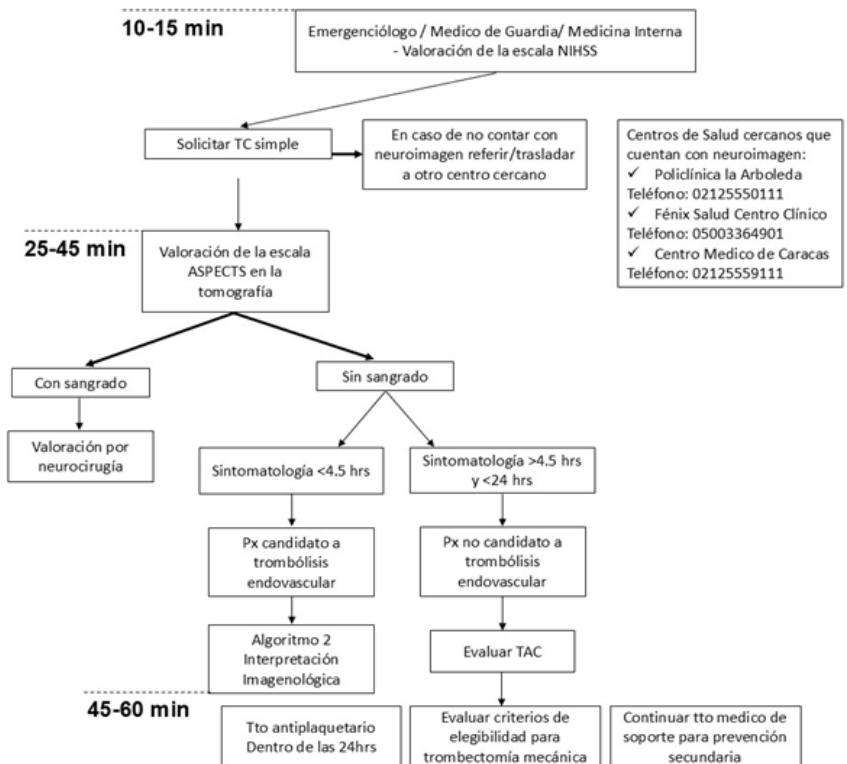 10-15 min
Emergenciólogo / Medico de Guardia/ Medicina Interna
- Valoración de la escala NIHSS
Solicitar TC simple
En caso de no contar con
neuroimagen referir/trasladar
a otro centro cercano
Centros de Salud cercanos que
cuentan con neuroimagen:
✓ Policlínica la Arboleda
Teléfono: 02125550111
✓ Fénix Salud Centro Clínico
Teléfono: 05003364901
✓ Centro Medico de Caracas
Teléfono: 02125559111
25-45 min
Valoración de la escala
ASPECTS en la
tomografía
Con sangrado
Sin sangrado
Valoración por
neurocirugía
Sintomatología <4.5 hrs
Sintomatología >4.5 hrs
y <24 hrs
Px candidato a
trombólisis
endovascular
Px no candidato a
trombólisis
endovascular
Algoritmo 2
Interpretación
Imagenológica
Evaluar TAC
45-60 min
Tto antiplaquetario
Dentro de las 24hrs
Evaluar criterios de
elegibilidad para
trombectomía mecánica
Continuar tto medico de
soporte para prevención
secundaria